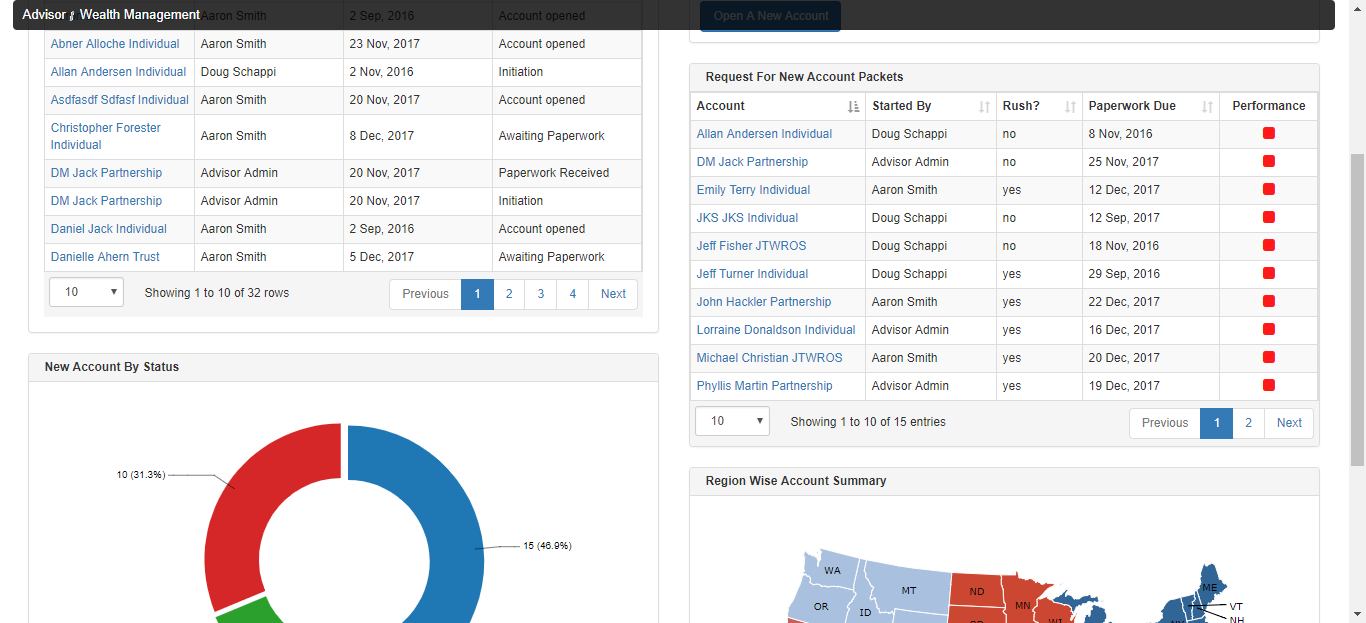 Advisor Wealth Management
Aaron Smith 2 Sep, 2016 Account opened
Abner Alloche Individual Aaron Smith 23 Nov, 2017 Account opened
Allan Andersen Individual Doug Schappi 2 Nov, 2016 Initiation
Asdfasdf Sdfasf Individual Aaron Smith 20 Nov, 2017 Account opened
Christopher Forester
Individual Aaron Smith 8 Dec, 2017 Awaiting Paperwork
DM Jack Partnership Advisor Admin 20 Nov, 2017 Paperwork Received
DM Jack Partnership Advisor Admin 20 Nov, 2017 Initiation
Daniel Jack Individual Aaron Smith 2 Sep, 2016 Account opened
Danielle Ahern Trust Aaron Smith 5 Dec, 2017 Awaiting Paperwork
10 Showing 1 to 10 of 32 rows Previous 1 2 3 4 Next
New Account By Status
10 (31.3%)
15 (46.9%)
Open A New Account
Request For New Account Packets
Account Started By Rush? Paperwork Due Performance
Allan Andersen Individual Doug Schappi no 8 Nov, 2016
DM Jack Partnership Advisor Admin no 25 Nov, 2017
Emily Terry Individual Aaron Smith yes 12 Dec, 2017
JKS JKS Individual Doug Schappi no 12 Sep, 2017
Jeff Fisher JTWROS Doug Schappi no 18 Nov, 2016
Jeff Turner Individual Doug Schappi yes 29 Sep, 2016
John Hackler Partnership Aaron Smith yes 22 Dec, 2017
Lorraine Donaldson Individual Advisor Admin yes 16 Dec, 2017
Michael Christian JTWROS Aaron Smith yes 20 Dec, 2017
Phyllis Martin Partnership Advisor Admin yes 19 Dec, 2017
10 Showing 1 to 10 of 15 entries Previous 1 2 Next
Region Wise Account Summary
WA
MT ND ME
OR ID MN VT
WI NH